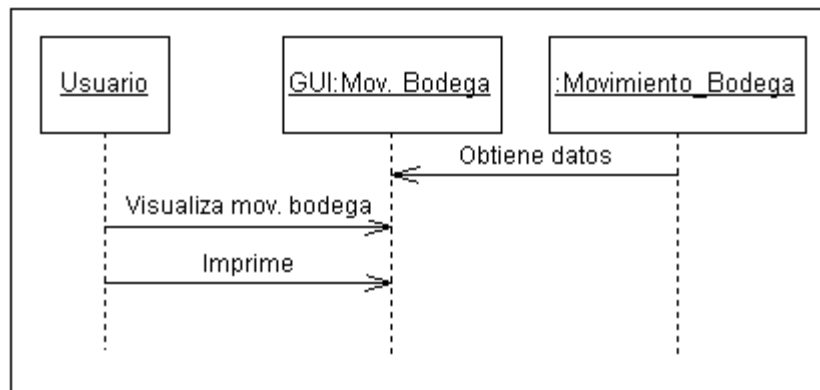 Usuario
GUI:Mov. Bodega
:Movimiento_Bodega
Obtiene datos
Visualiza mov. bodega
Imprime